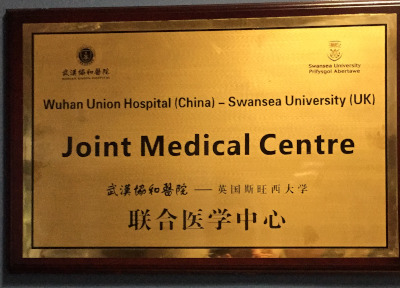 武漢協和醫院
Swansea University
Prifysgol Abertawe
Wuhan Union Hospital (China) – Swansea University (UK)
Joint Medical Centre
武漢協和醫院 —— 英国斯旺西大学
联合医学中心